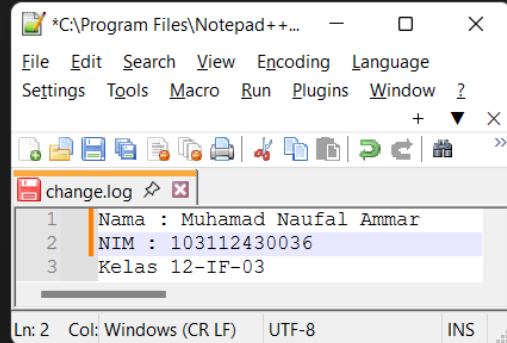 *C:\Program Files\Notepad++...
File Edit Search View Encoding Language
Settings Tools Macro Run Plugins Window ?
+ ▼ X
change.log
1 Nama : Muhamad Naufal Ammar
2 NIM : 103112430036
3 Kelas 12-IF-03
Ln: 2 Col: Windows (CR LF) UTF-8 INS